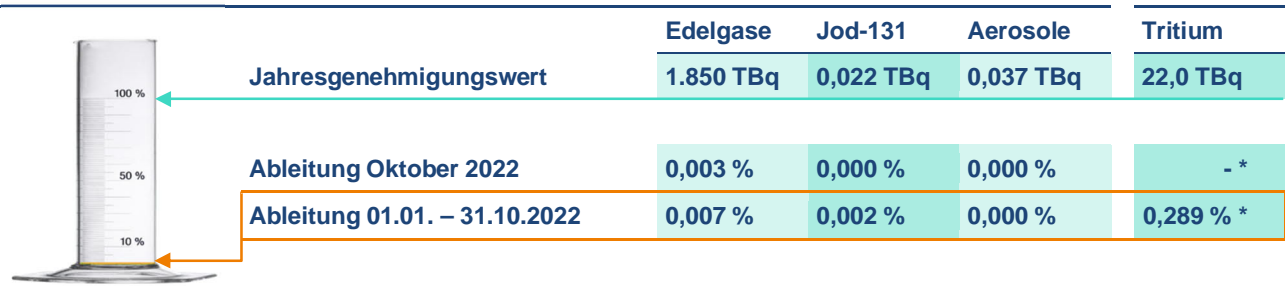 Edelgase Jod-131 Aerosole Tritium
Jahresgenehmigungswert 1.850 TBq 0,022 TBq 0,037 TBq 22,0 TBq
100 %
Ableitung Oktober 2022 0,003 % 0,000 % 0,000 % - *
50 %
Ableitung 01.01. – 31.10.2022 0,007 % 0,002 % 0,000 % 0,289 % *
10 %